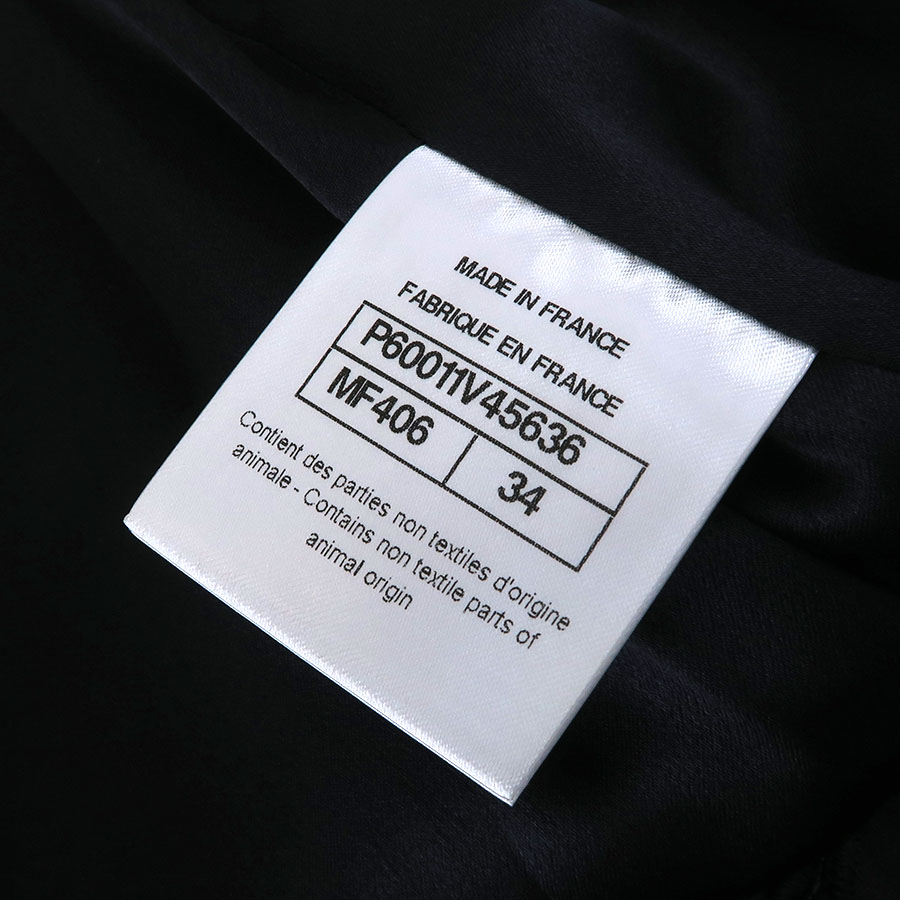 MADE IN FRANCE
FABRIQUE EN FRANCE
P60011V45636
MF406 34
Contient des parties non textiles d'origine
animale - Contains non textile parts of
animal origin